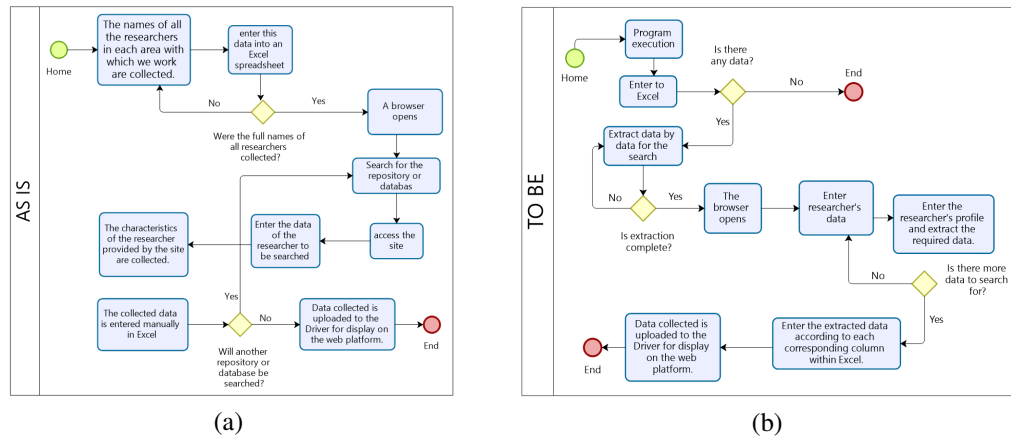 AS IS
Home
The names of all
the researchers
in each area with
which we work
are collected.
enter this
data into an
Excel
spreadsheet
No
Yes
Were the full names of
all researchers
collected?
A browser
opens
Search for the
repository or
databas
access the
site
Enter the data
of the
researcher to
be searched
The characteristics
of the researcher
provided by the site
are collected.
The collected data
is entered manually
in Excel
Yes
No
Will another
repository or
database be
searched?
Data collected is
uploaded to the
Driver for display on
the web platform.
End
(a)
TO BE
Home
Program
execution
Enter to
Excel
Is there
any data?
No
End
Yes
Extract data by
data for the
search
No
Yes
Is extraction
complete?
The
browser
opens
Enter
researcher's
data
Enter the
researcher's profile
and extract the
required data.
Is there more
data to search
for?
No
Yes
Enter the extracted data
according to each
corresponding column
within Excel.
Data collected is
uploaded to the
Driver for display
on the web
platform.
End
(b)